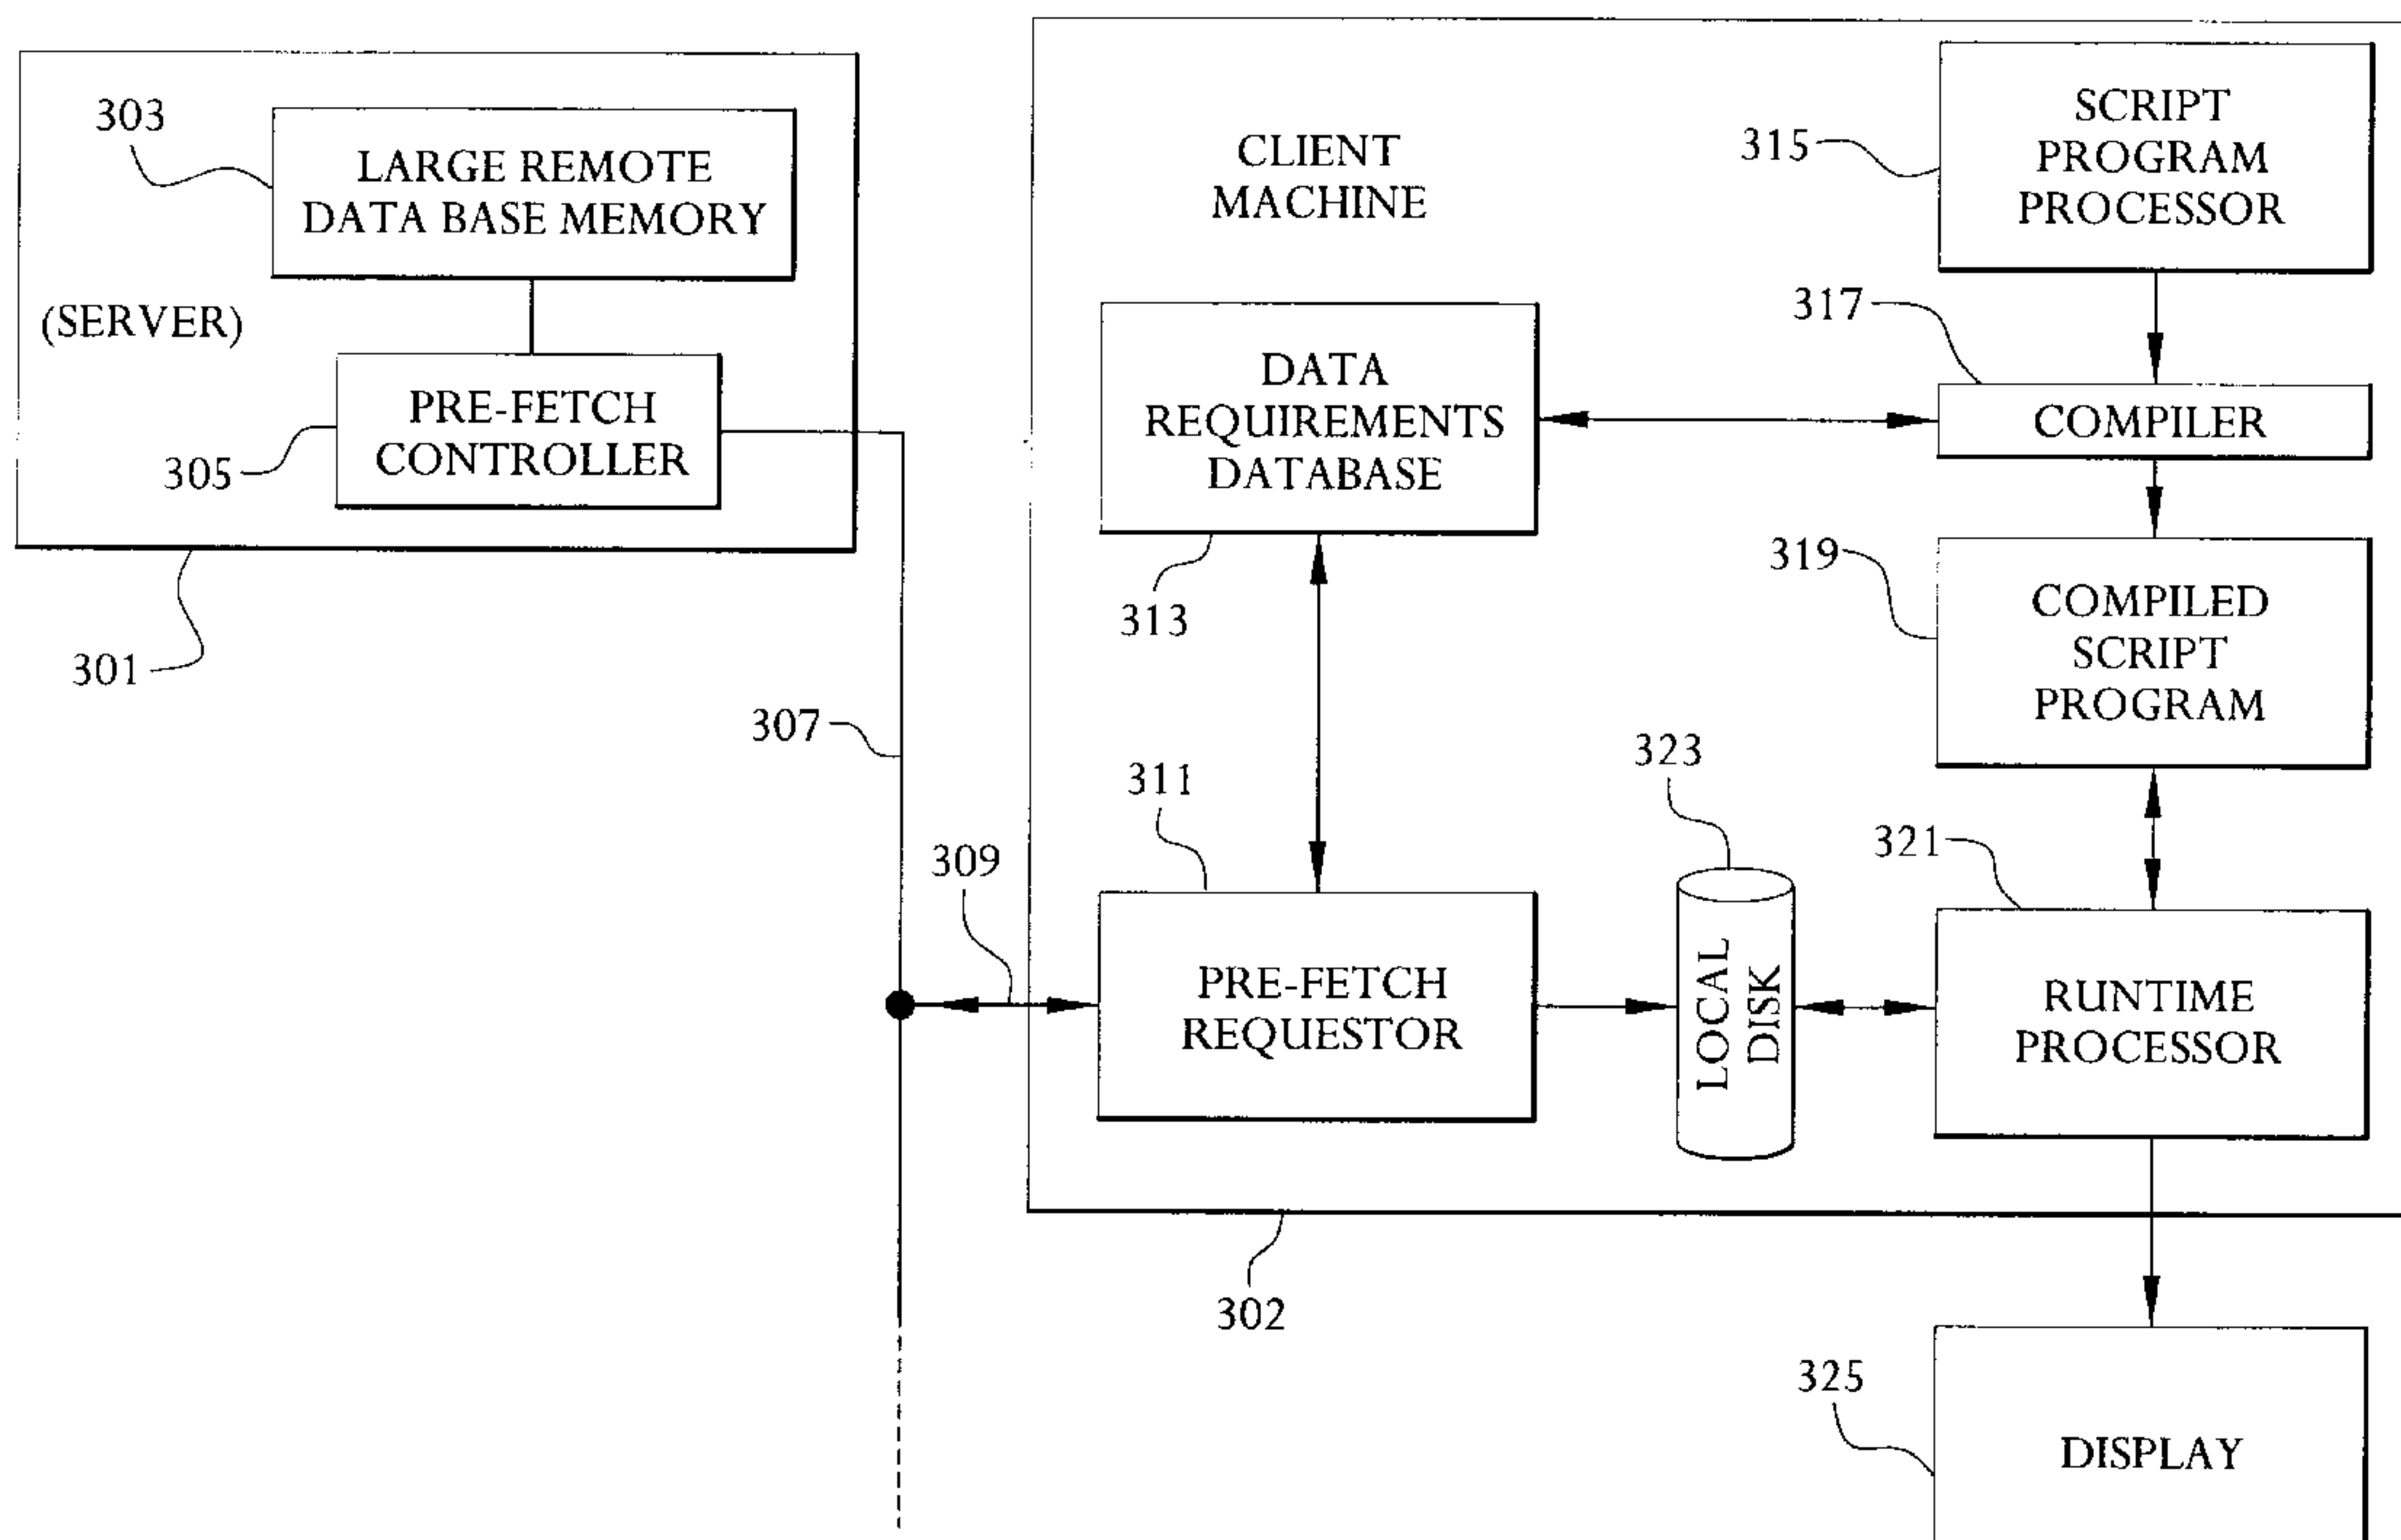 303
LARGE REMOTE
DATA BASE MEMORY
(SERVER)
PRE-FETCH
CONTROLLER
305
301
307
309
CLIENT
MACHINE
DATA
REQUIREMENTS
DATABASE
313
311
PRE-FETCH
REQUESTOR
323
LOCAL
DISK
302
315
SCRIPT
PROGRAM
PROCESSOR
317
COMPILER
319
COMPILED
SCRIPT
PROGRAM
321
RUNTIME
PROCESSOR
325
DISPLAY